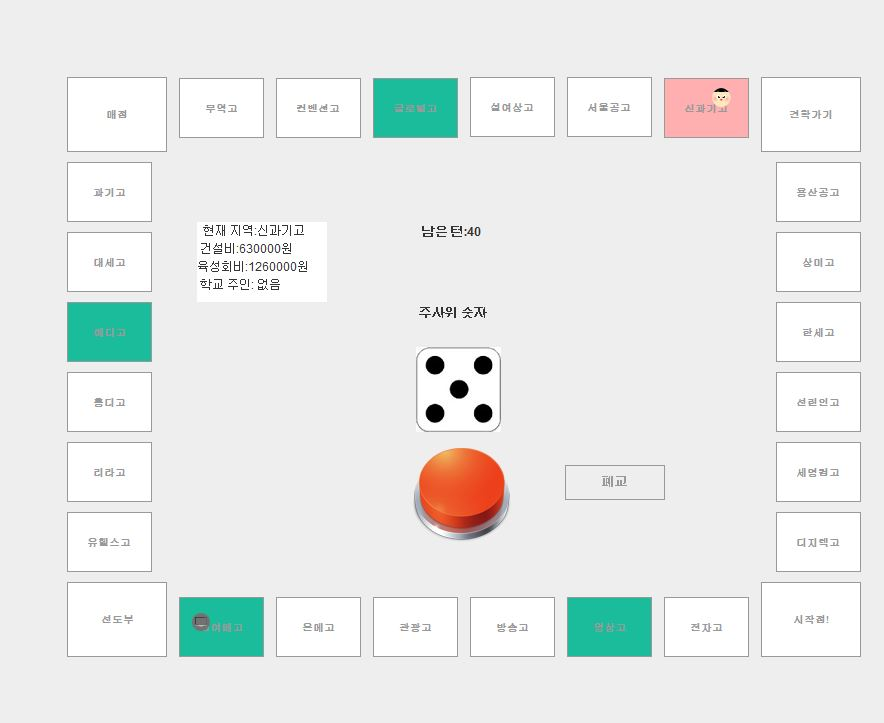 매점
무역고
컨벤션고
글로벌고
설여상고
서울공고
신과기고
견학가기
과기고
용산공고
현재 지역:신과기고
건설비:630000원
육성회비:1260000원
학교 주인: 없음
남은 턴:40
대세고
상미고
주사위 숫자
예디고
한세고
홍디고
선린인고
리라고
세명컴고
폐교
유헬스고
디지텍고
선도부
여메고
은메고
관광고
방송고
영상고
전자고
시작점!